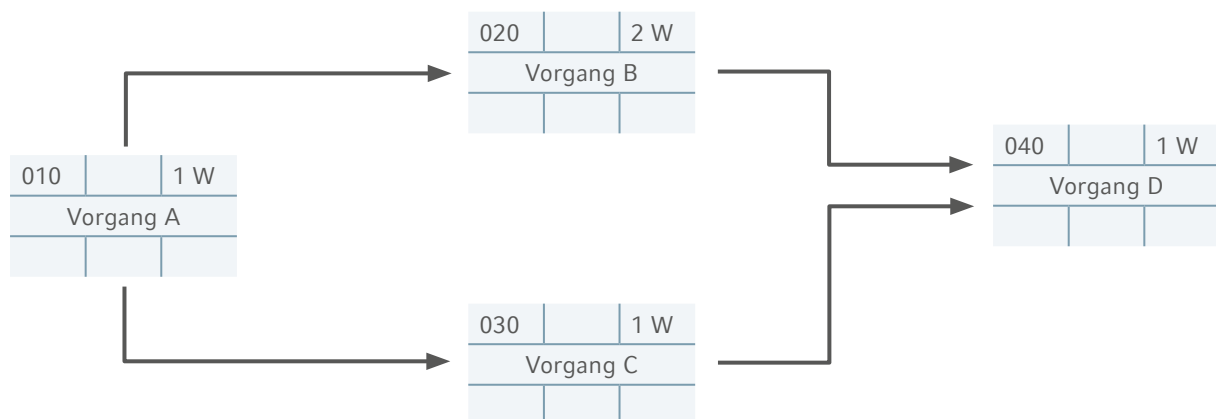 020 2 W
Vorgang B
010 1 W
Vorgang A
040 1 W
Vorgang D
030 1 W
Vorgang C